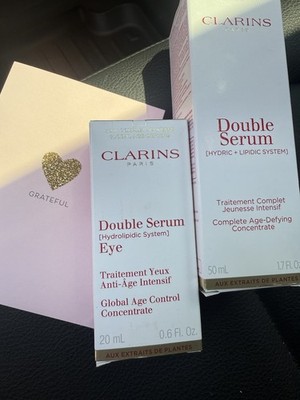 GRATEFUL
CLARINS
PARIS
Double Serum
[Hydrolipidic System]
Eye
Traitement Yeux
Anti-Âge Intensif
Global Age Control
Concentrate
20 mL 0.6 Fl. Oz.
AUX EXTRAITS DE PLANTES
CLARINS
PARIS
Double
Serum
[HYDRIC + LIPIDIC SYSTEM]
Traitement Complet
Jeunesse Intensif
Complete Age-Defying
Concentrate
50 mL 1.7 Fl. O
AUX EXTRAITS DE PLANTES